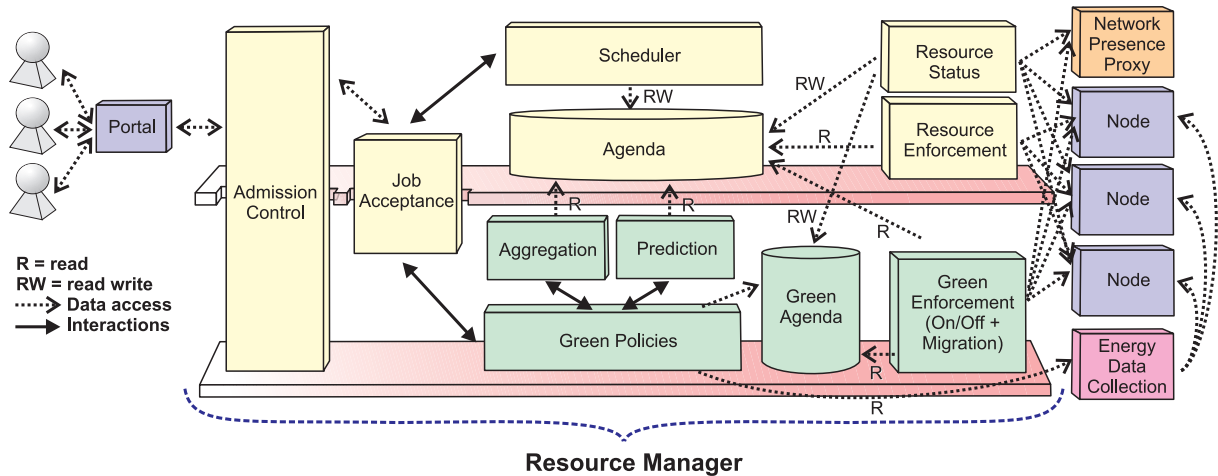 Portal
Admission
Control
Job
Acceptance
Scheduler
RW
Agenda
Resource
Status
Resource
Enforcement
RW
R
Network
Presence
Proxy
Node
Node
Node
R
R
Aggregation
Prediction
RW
R
Green
Agenda
Green
Enforcement
(On/Off +
Migration)
Green Policies
R
R
Energy
Data
Collection
R = read
RW = read write
Data access
Interactions
Resource Manager